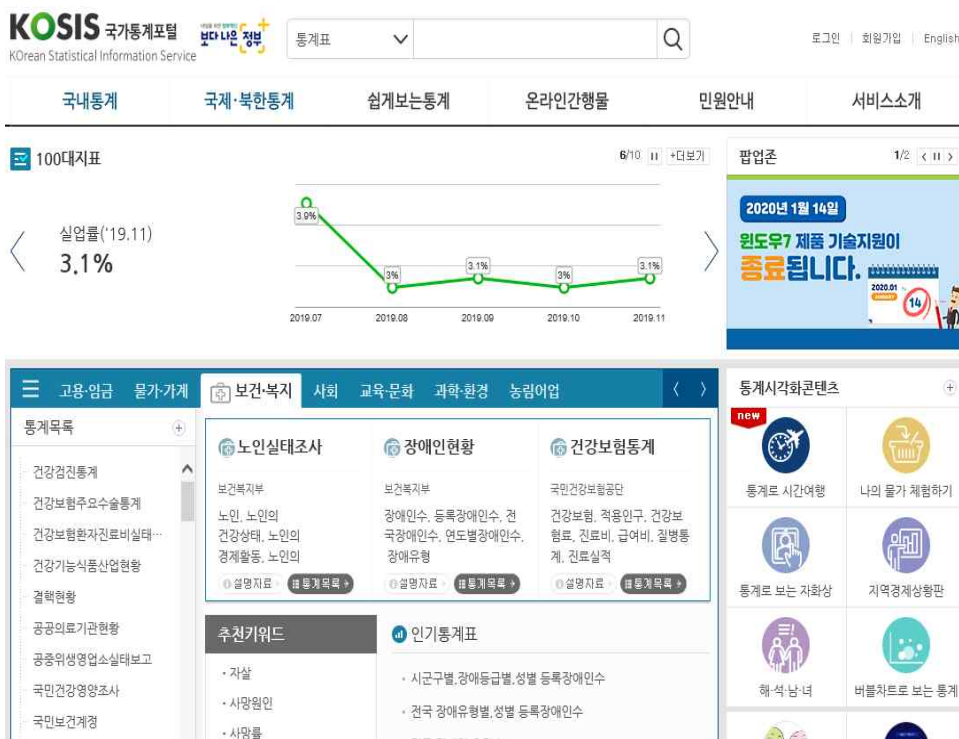 KOSIS 국가통계포털
KOrean Statistical Information Service
보다 나은 정부
통계표
로그인 회원가입 English
국내통계 국제·북한통계 쉽게보는통계 온라인간행물 민원안내 서비스소개
100대지표
6/10 +더보기
실업률('19.11)
3.1%
3.9%
3%
3.1%
3%
3.1%
2019.07 2019.08 2019.09 2019.10 2019.11
팝업존
1/2
2020년 1월 14일
윈도우7 제품 기술지원이
종료됩니다.
2020.01
14
고용·임금 물가·가계 보건·복지 사회 교육·문화 과학·환경 농림어업
통계목록
건강검진통계
건강보험주요수술통계
건강보험환자진료비실태…
건강기능식품산업현황
결핵현황
공공의료기관현황
공중위생영업소실태보고
국민건강영양조사
국민보건계정
노인실태조사
보건복지부
노인, 노인의
건강상태, 노인의
경제활동, 노인의
설명자료 통계목록
장애인현황
보건복지부
장애인수, 등록장애인수, 전
국장애인수, 연도별장애인수,
장애유형
설명자료 통계목록
건강보험통계
국민건강보험공단
건강보험, 적용인구, 건강보
험료, 진료비, 급여비, 질병통
계, 진료실적
설명자료 통계목록
추천키워드
· 자살
· 사망원인
· 사망률
인기통계표
시군구별,장애등급별,성별 등록장애인수
전국 장애유형별,성별 등록장애인수
통계시각화콘텐츠
new
통계로 시간여행
나의 물가 체험하기
통계로 보는 자화상
지역경제상황판
해·석·남·녀
버블차트로 보는 통계